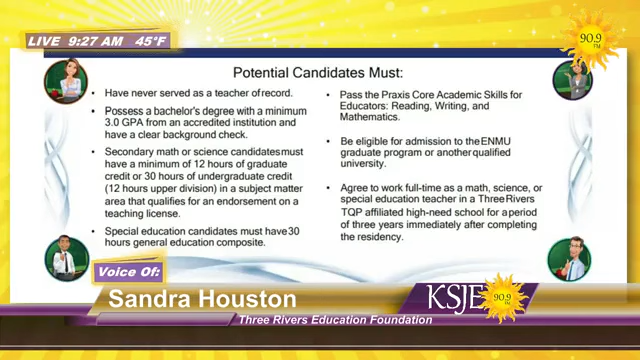 LIVE 9:27 AM 45°F
90.9
FM
Potential Candidates Must:
• Have never served as a teacher of record.
• Possess a bachelor's degree with a minimum
3.0 GPA from an accredited institution and
have a clear background check.
• Secondary math or science candidates must
have a minimum of 12 hours of graduate
credit or 30 hours of undergraduate credit
(12 hours upper division) in a subject matter
area that qualifies for an endorsement on a
teaching license.
• Special education candidates must have 30
hours general education composite.
• Pass the Praxis Core Academic Skills for
Educators: Reading, Writing, and
Mathematics.
• Be eligible for admission to the ENMU
graduate program or another qualified
university.
• Agree to work full-time as a math, science, or
special education teacher in a Three Rivers
TQP affiliated high-need school for a period
of three years immediately after completing
the residency.
Voice Of:
Sandra Houston
KSJE 90.9
FM
Three Rivers Education Foundation